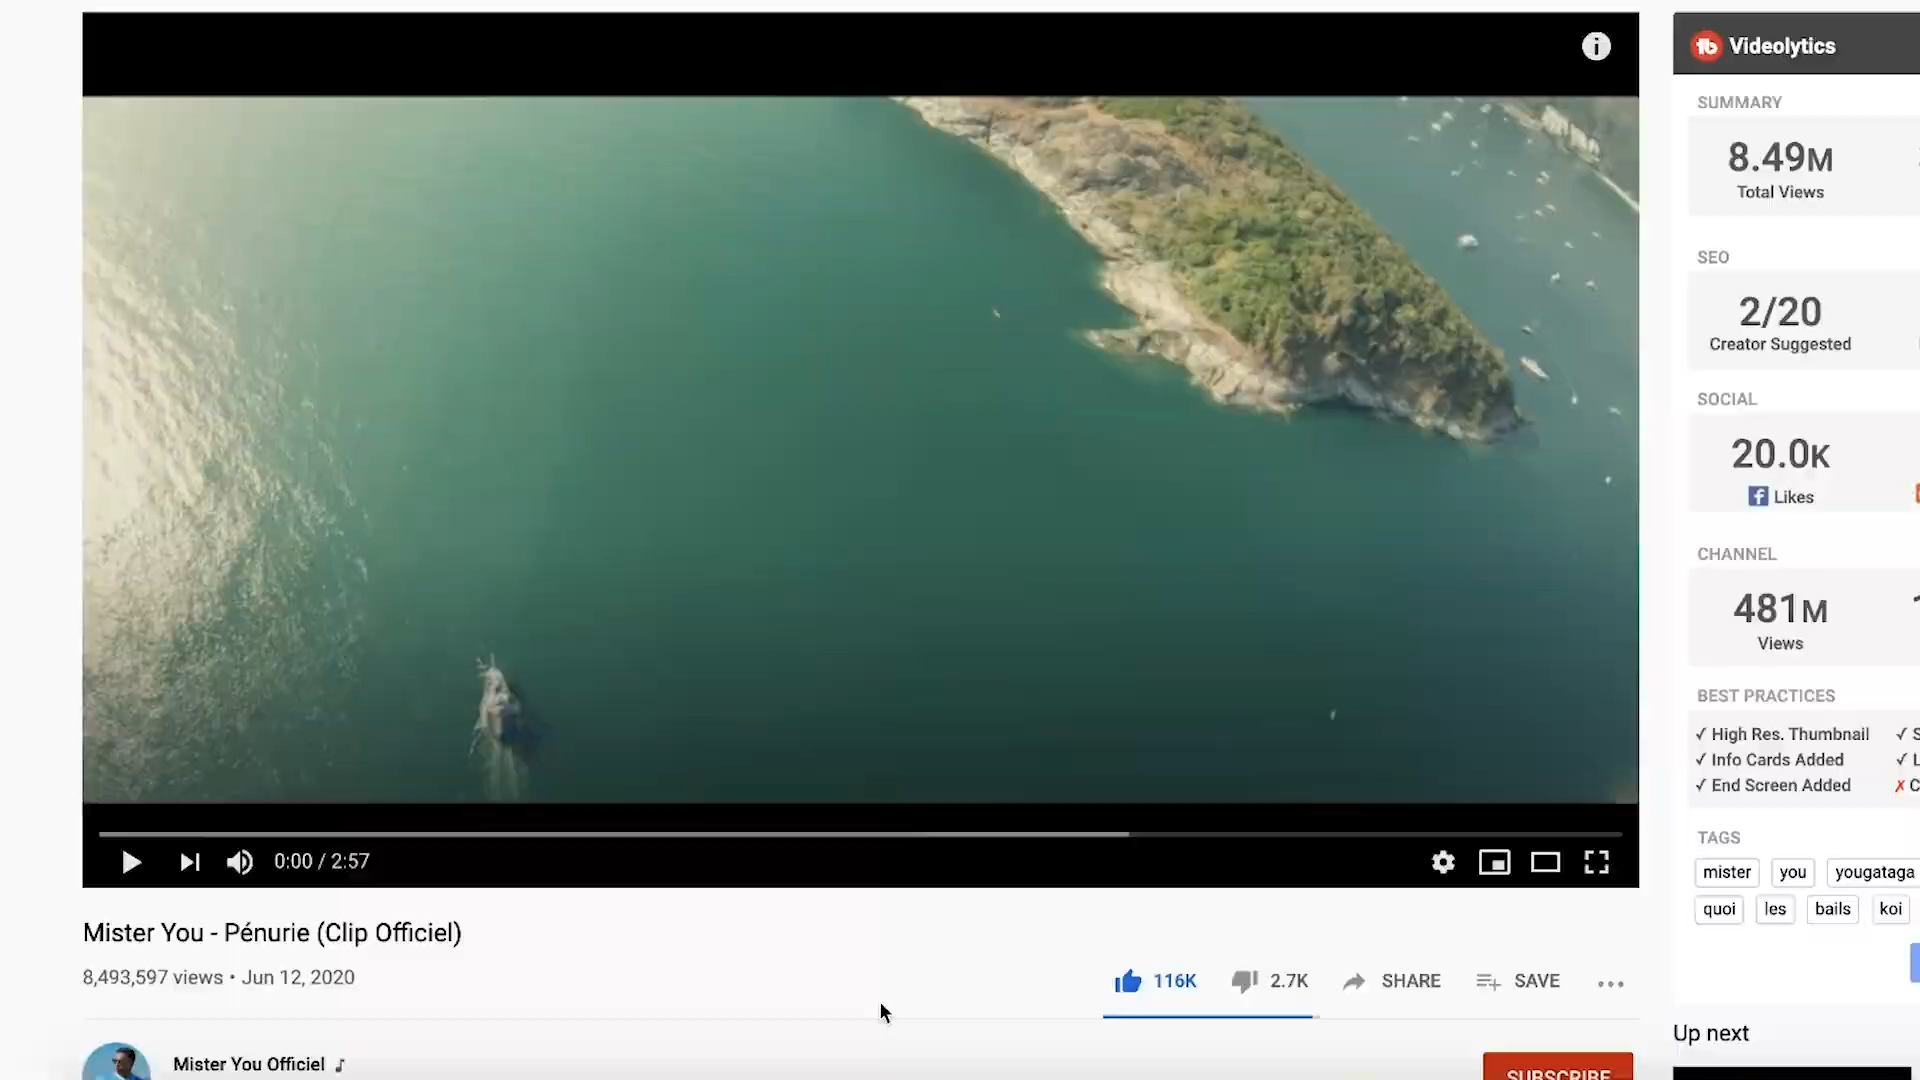 Videolytics
SUMMARY
8.49M
Total Views
SEO
2/20
Creator Suggested
SOCIAL
20.0K
Likes
CHANNEL
481M
Views
BEST PRACTICES
✓ High Res. Thumbnail
✓ Info Cards Added
✓ End Screen Added
TAGS
mister you yougataga
quoi les bails koi
0:00 / 2:57
Mister You - Pénurie (Clip Officiel)
8,493,597 views • Jun 12, 2020
116K 2.7K SHARE SAVE
Mister You Officiel
SUBSCRIBE
Up next